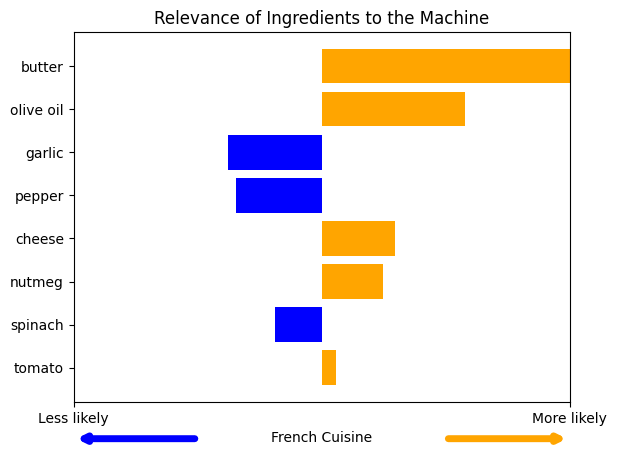 Relevance of Ingredients to the Machine
butter
olive oil
garlic
pepper
cheese
nutmeg
spinach
tomato
Less likely
More likely
French Cuisine